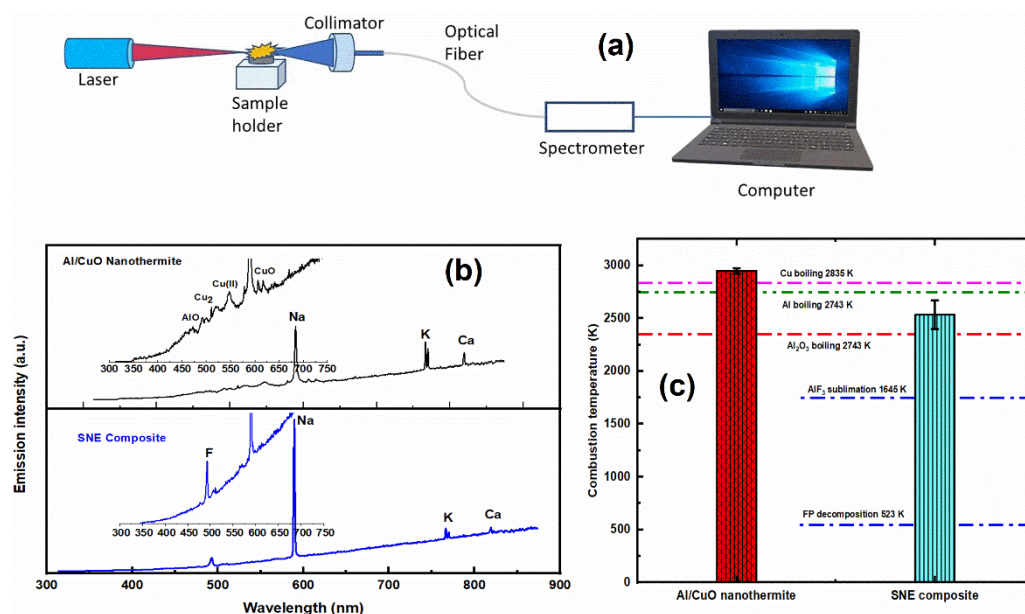 (a)
Laser
Sample
holder
Collimator
Optical
Fiber
Spectrometer
Computer
(b)
Emission intensity (a.u.)
Al/CuO Nanothermite
AlO
Cu2
Cu(II)
CuO
300 350 400 450 500 550 600 650 700 750
Na
K
Ca
SNE Composite
F
300 350 400 450 500 550 600 650 700 750
Na
K
Ca
300 400 500 600 700 800 900
Wavelength (nm)
(c)
Combustion temperature (K)
3000
2500
2000
1500
1000
500
0
Cu boiling 2835 K
Al boiling 2743 K
Al2O3 boiling 2743 K
AlF3 sublimation 1645 K
FP decomposition 523 K
Al/CuO nanothermite
SNE composite